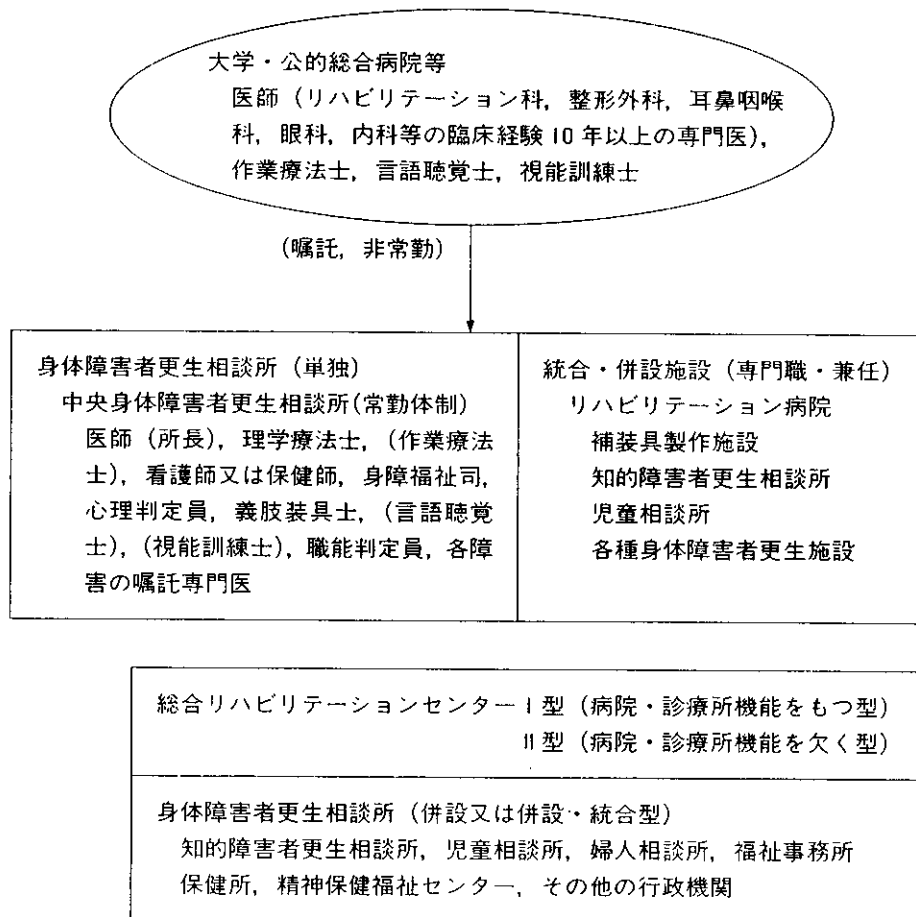 大学・公的総合病院等
医師（リハビリテーション科，整形外科，耳鼻咽喉
科，眼科，内科等の臨床経験10年以上の専門医），
作業療法士，言語聴覚士，視能訓練士
（嘱託，非常勤）
身体障害者更生相談所（単独）
中央身体障害者更生相談所（常勤体制）
医師（所長），理学療法士，（作業療法
士），看護師又は保健師，身障福祉司，
心理判定員，義肢装具士，（言語聴覚
士），（視能訓練士），職能判定員，各障
害の嘱託専門医
統合・併設施設（専門職・兼任）
リハビリテーション病院
補装具製作施設
知的障害者更生相談所
児童相談所
各種身体障害者更生施設
総合リハビリテーションセンターⅠ型（病院・診療所機能をもつ型）
Ⅱ型（病院・診療所機能を欠く型）
身体障害者更生相談所（併設又は併設・統合型）
知的障害者更生相談所，児童相談所，婦人相談所，福祉事務所
保健所，精神保健福祉センター，その他の行政機関